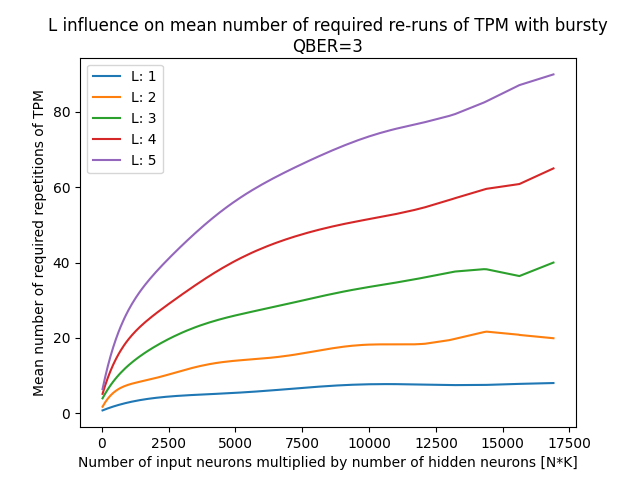 L influence on mean number of required re-runs of TPM with bursty
QBER=3
L: 1
L: 2
L: 3
L: 4
L: 5
Mean number of required repetitions of TPM
80
60
40
20
0
0 2500 5000 7500 10000 12500 15000 17500
Number of input neurons multiplied by number of hidden neurons [N*K]